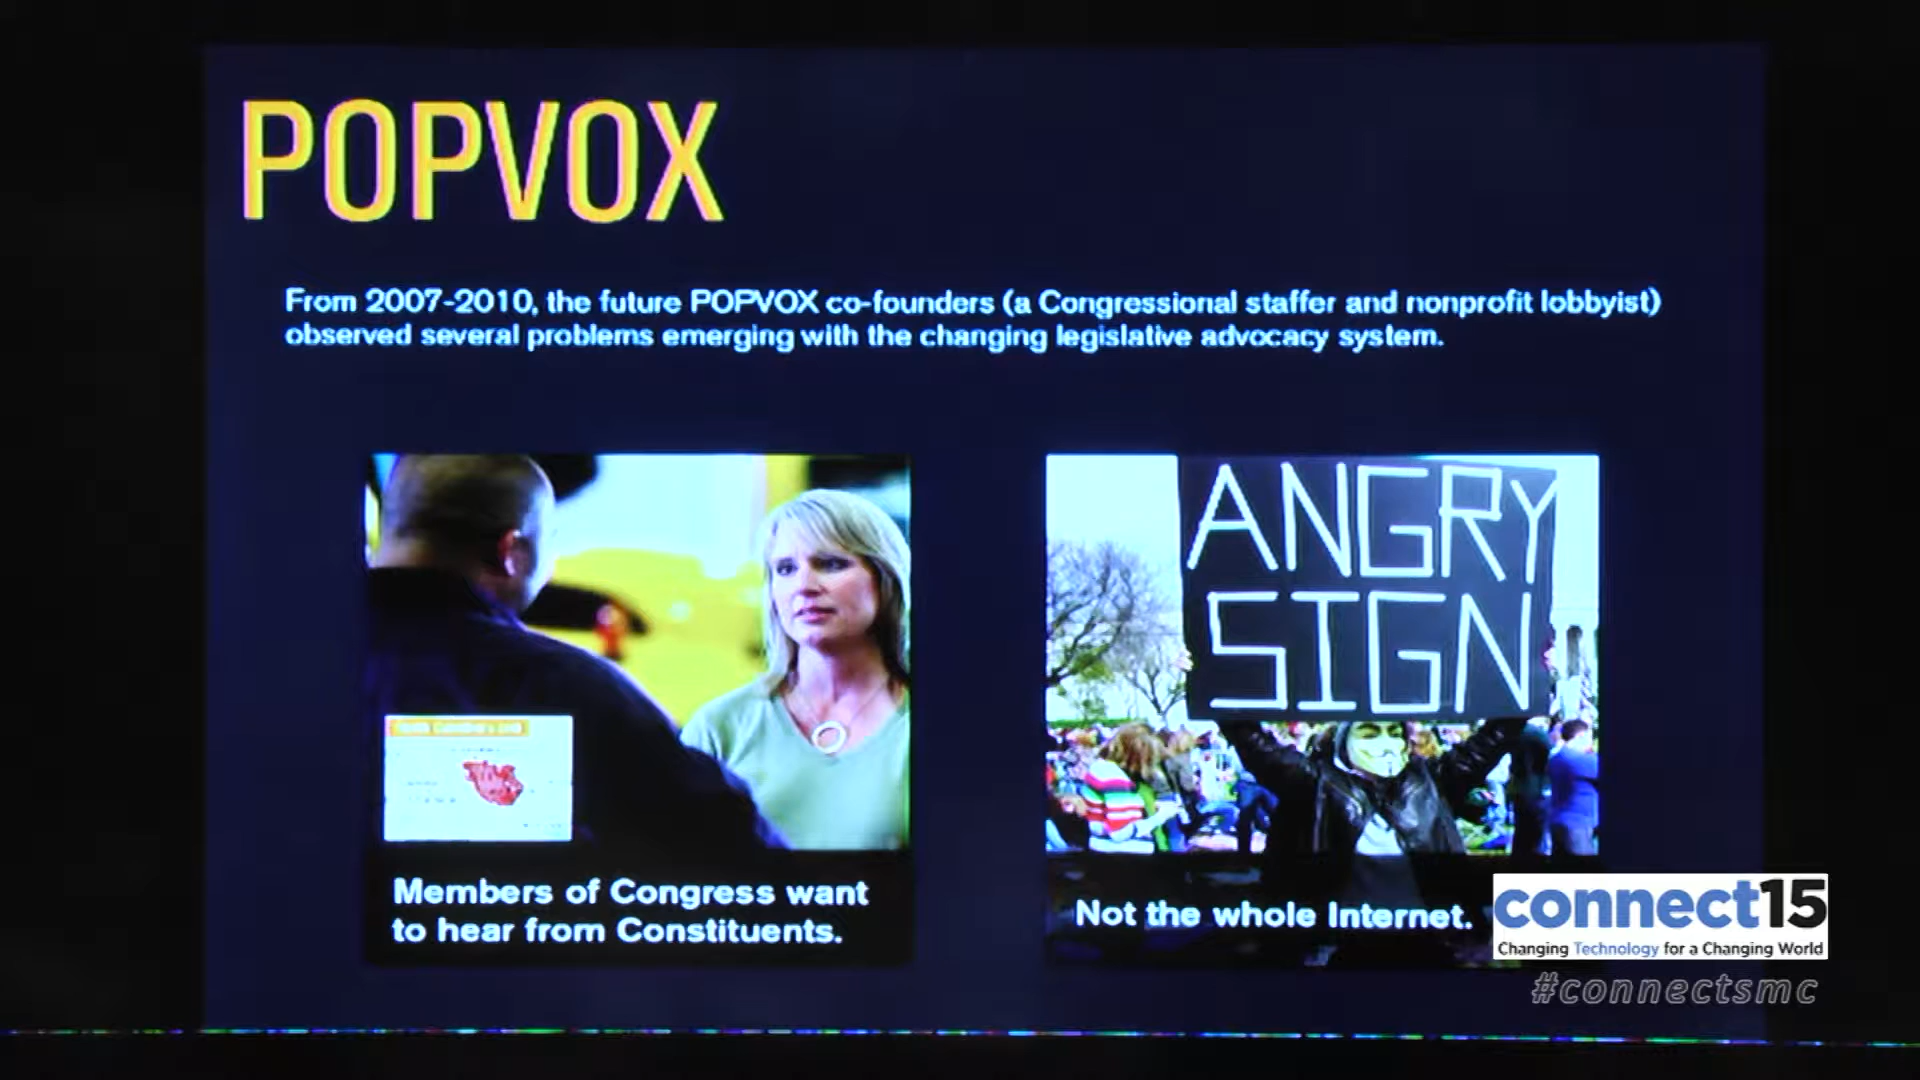 POPVOX
From 2007-2010, the future POPVOX co-founders (a Congressional staffer and nonprofit lobbyist)
observed several problems emerging with the changing legislative advocacy system.
ANGRY
SIGN
Members of Congress want
to hear from Constituents.
Not the whole Internet.
connect15
Changing Technology for a Changing World
#connectsmc